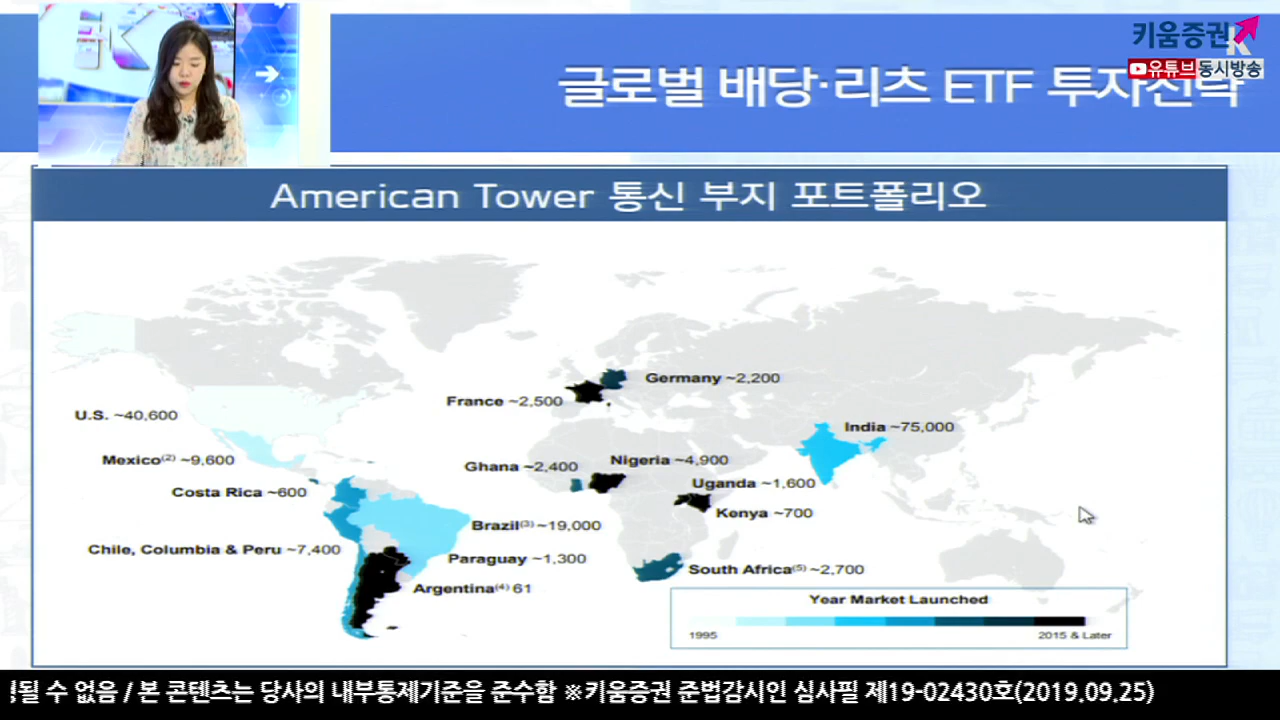 키움증권
유튜브 동시방송
글로벌 배당·리츠 ETF 투자전략
American Tower 통신 부지 포트폴리오
Germany ~2,200
France ~2,500
U.S. ~40,600
India ~75,000
Mexico(2) ~9,600
Ghana ~2,400
Nigeria ~4,900
Uganda ~1,600
Costa Rica ~600
Kenya ~700
Brazil(3) ~19,000
Chile, Columbia & Peru ~7,400
Paraguay ~1,300
South Africa(5) ~2,700
Argentina(4) 61
Year Market Launched
1995
2015 & Later
될 수 없음 / 본 콘텐츠는 당사의 내부통제기준을 준수함 ※키움증권 준법감시인 심사필 제19-02430호(2019.09.25)